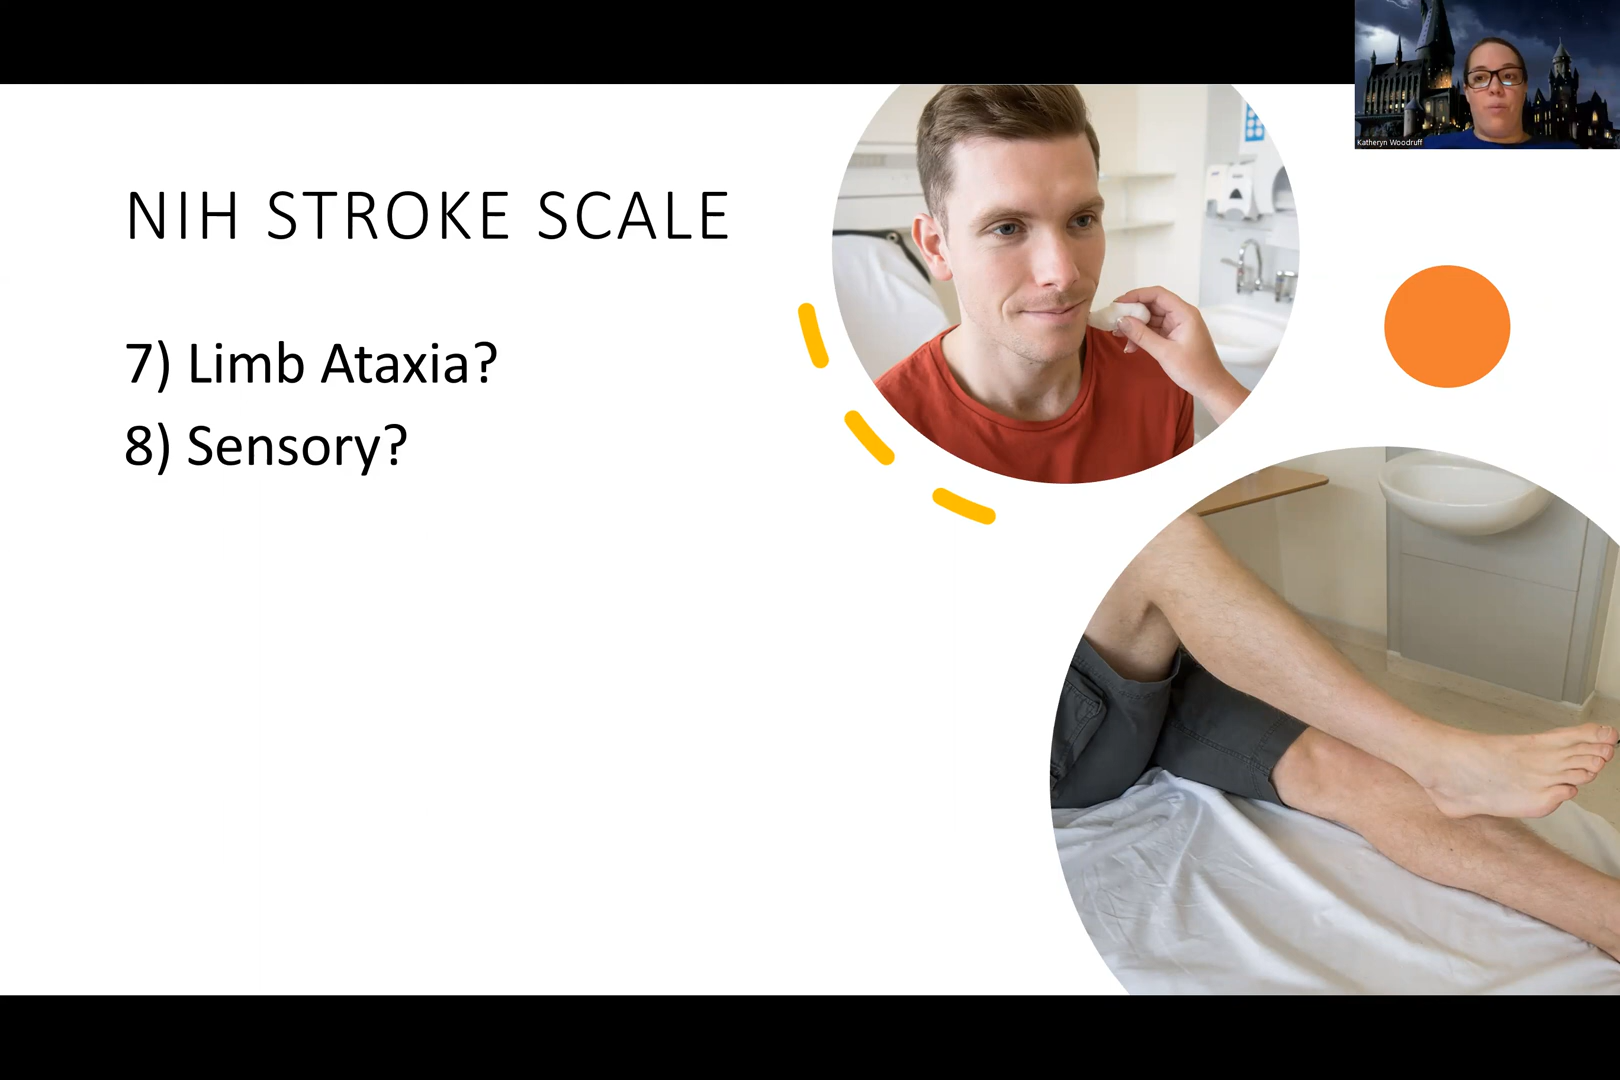 NIH STROKE SCALE
7) Limb Ataxia?
8) Sensory?
Katheryn Woodruff